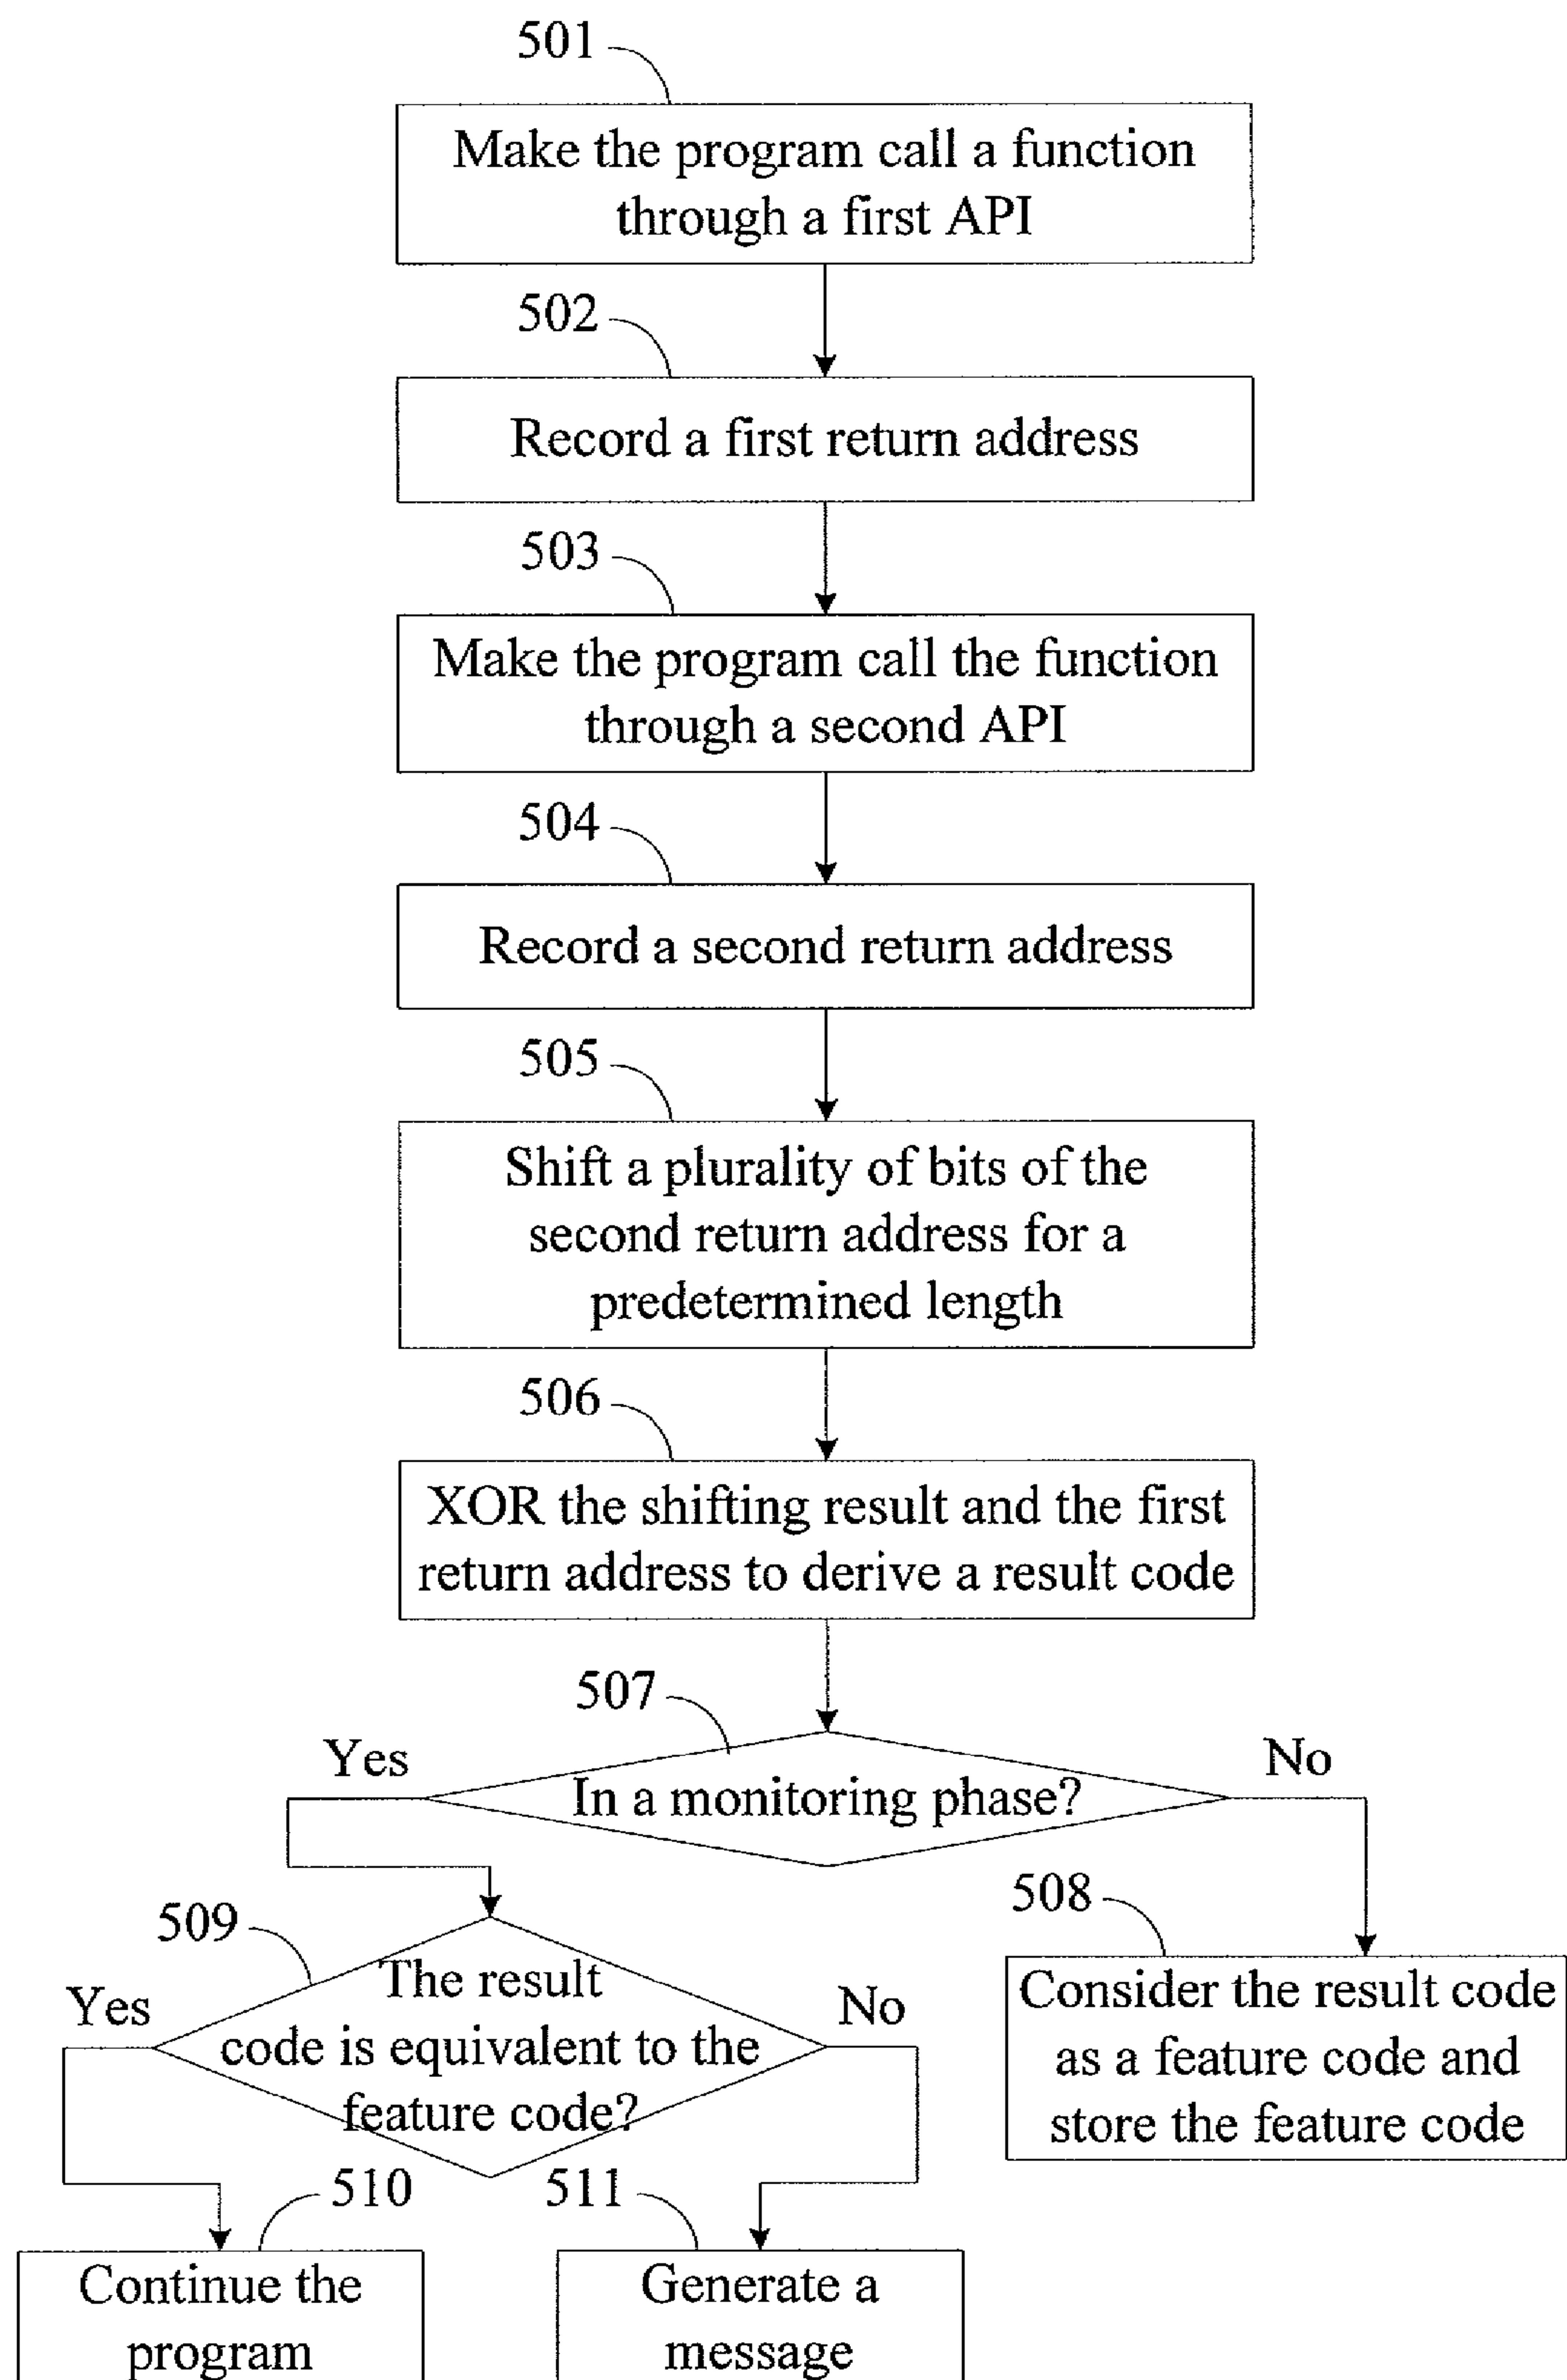 501
Make the program call a function
through a first API
502
Record a first return address
503
Make the program call the function
through a second API
504
Record a second return address
505
Shift a plurality of bits of the
second return address for a
predetermined length
506
XOR the shifting result and the first
return address to derive a result code
507
Yes
In a monitoring phase?
No
508
Consider the result code
as a feature code and
store the feature code
509
Yes
The result
code is equivalent to the
feature code?
No
510
Continue the
program
511
Generate a
message